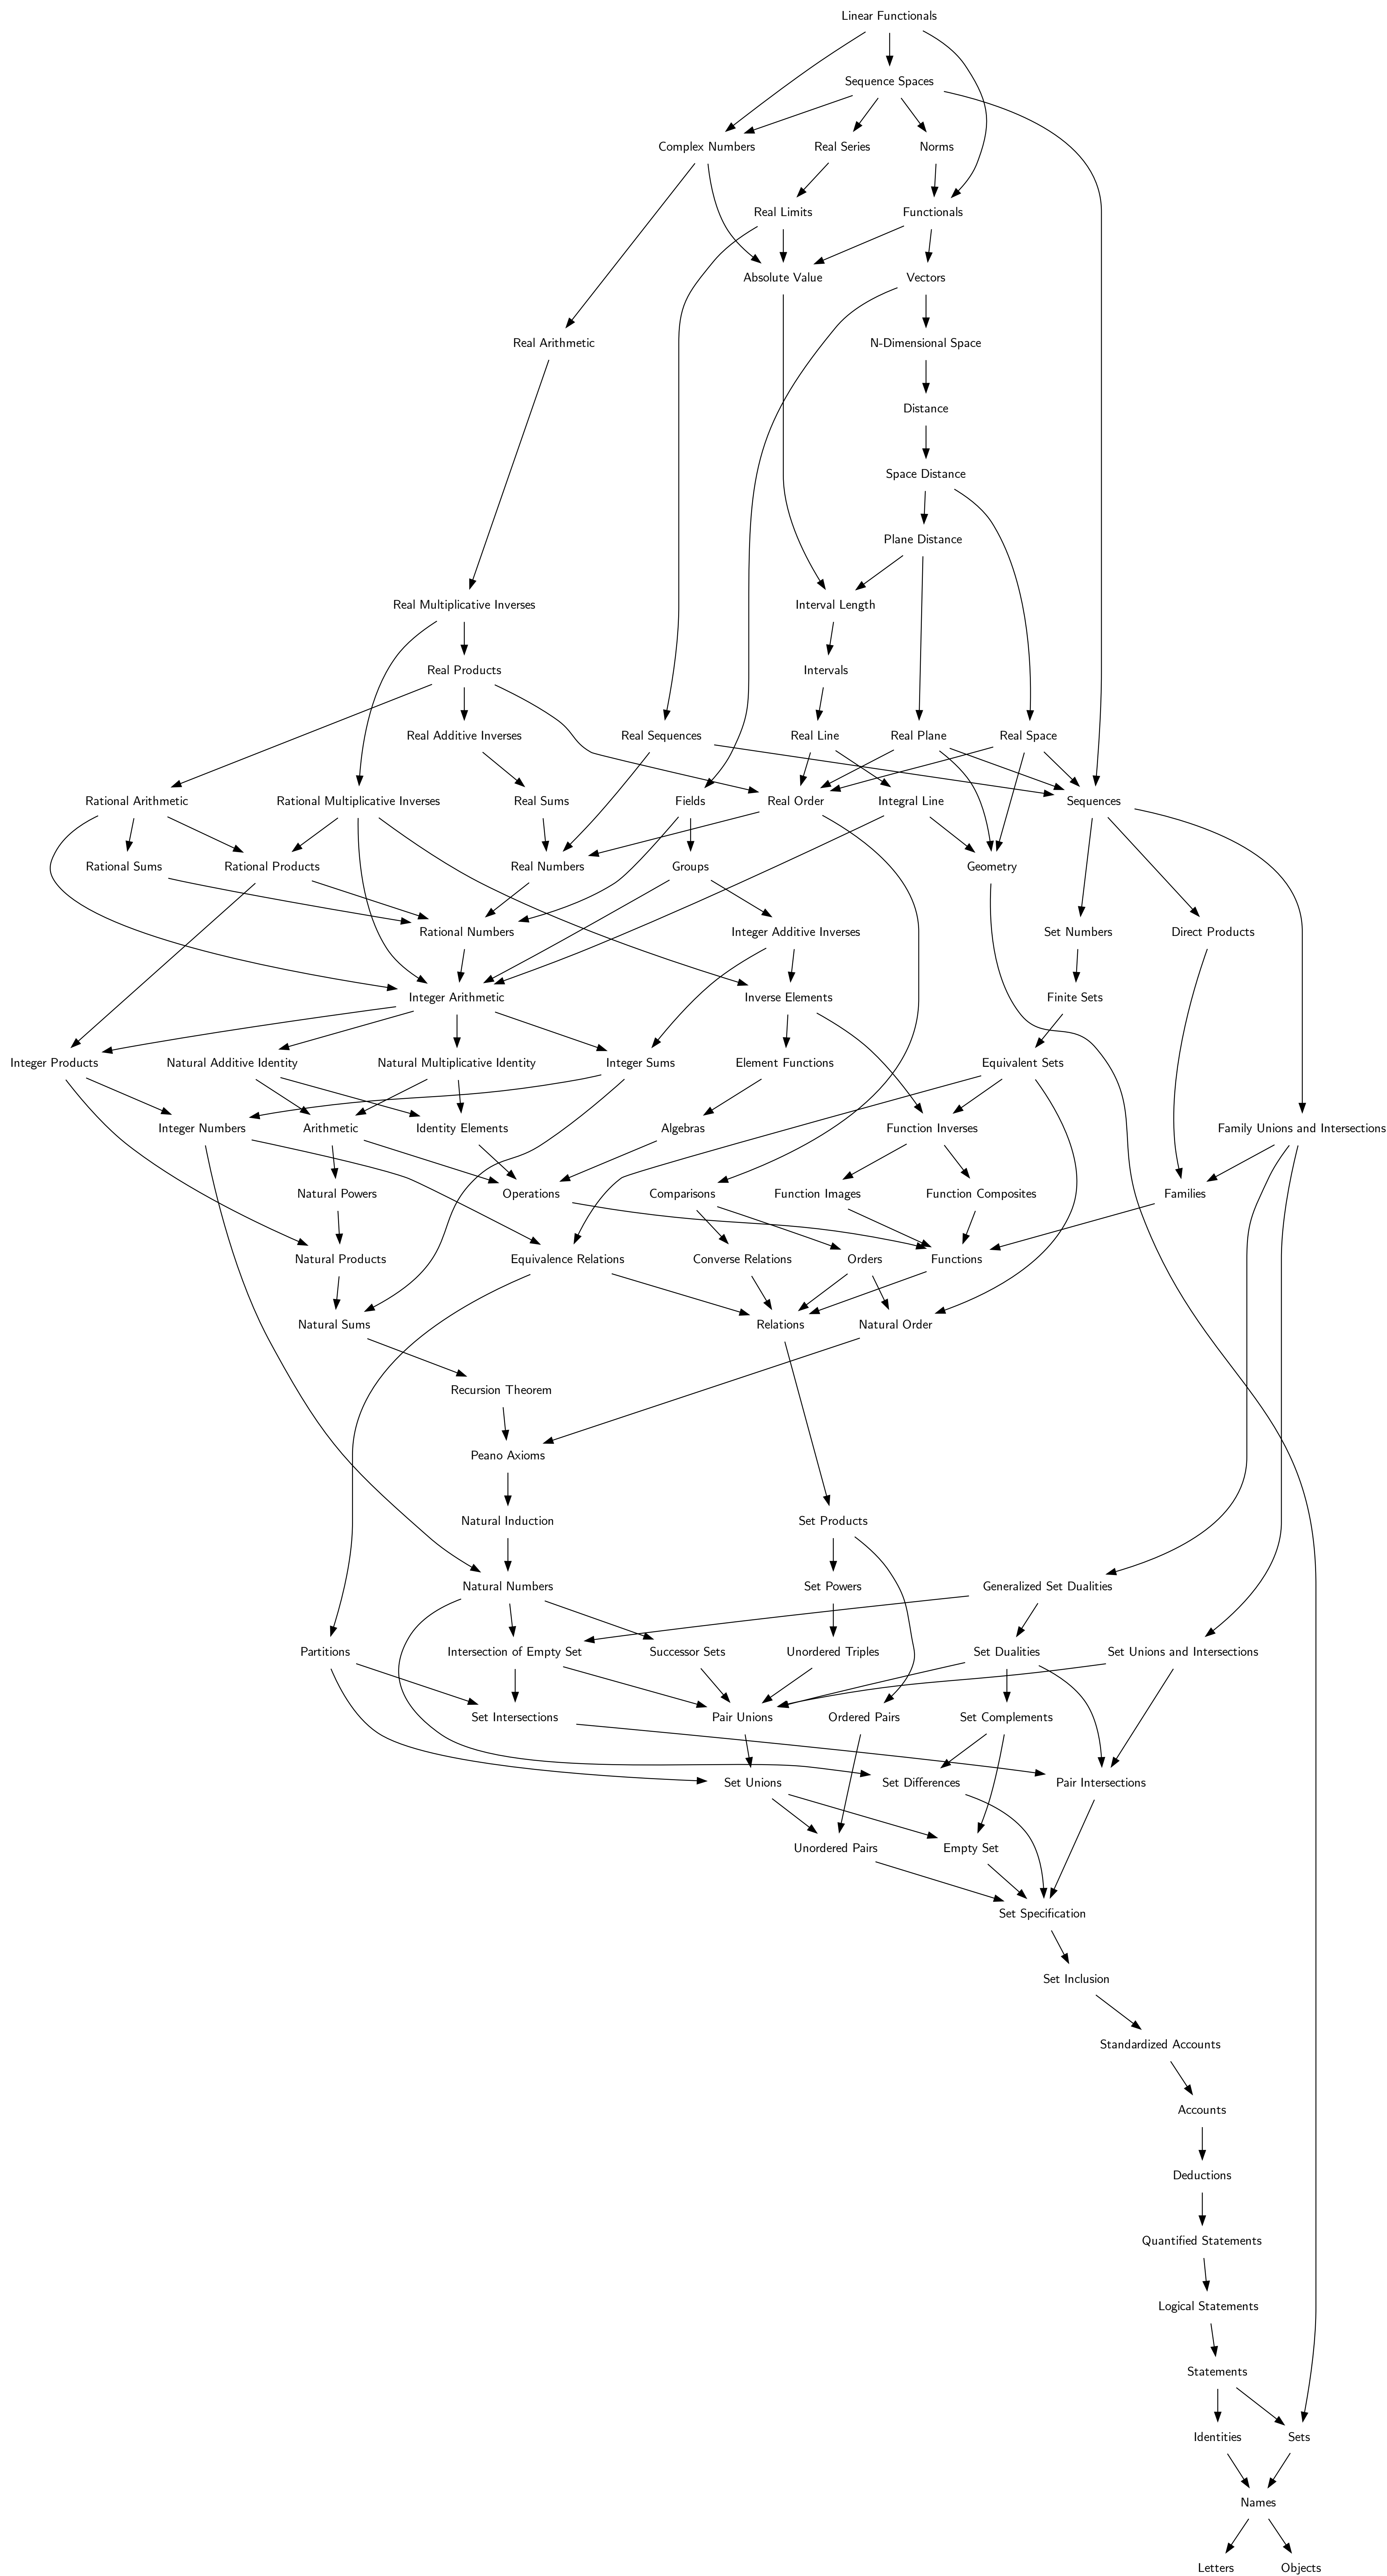 Linear Functionals
Sequence Spaces
Complex Numbers
Real Series
Norms
Real Limits
Functionals
Absolute Value
Vectors
Real Arithmetic
N-Dimensional Space
Distance
Space Distance
Plane Distance
Real Multiplicative Inverses
Interval Length
Real Products
Intervals
Real Additive Inverses
Real Sequences
Real Line
Real Plane
Real Space
Rational Arithmetic
Rational Multiplicative Inverses
Real Sums
Fields
Real Order
Integral Line
Sequences
Rational Sums
Rational Products
Real Numbers
Groups
Geometry
Rational Numbers
Integer Additive Inverses
Set Numbers
Direct Products
Integer Arithmetic
Inverse Elements
Finite Sets
Integer Products
Natural Additive Identity
Natural Multiplicative Identity
Integer Sums
Element Functions
Equivalent Sets
Integer Numbers
Arithmetic
Identity Elements
Algebras
Function Inverses
Family Unions and Intersections
Natural Powers
Operations
Comparisons
Function Images
Function Composites
Families
Natural Products
Equivalence Relations
Converse Relations
Orders
Functions
Natural Sums
Relations
Natural Order
Recursion Theorem
Peano Axioms
Natural Induction
Set Products
Natural Numbers
Set Powers
Generalized Set Dualities
Partitions
Intersection of Empty Set
Successor Sets
Unordered Triples
Set Dualities
Set Unions and Intersections
Set Intersections
Pair Unions
Ordered Pairs
Set Complements
Set Unions
Set Differences
Pair Intersections
Unordered Pairs
Empty Set
Set Specification
Set Inclusion
Standardized Accounts
Accounts
Deductions
Quantified Statements
Logical Statements
Statements
Identities
Sets
Names
Letters
Objects